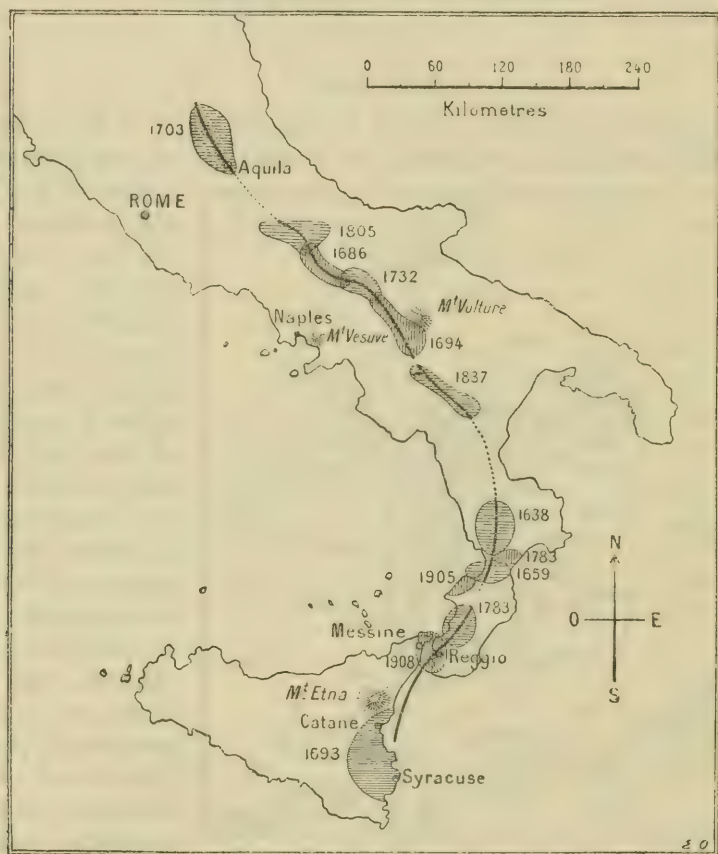 0 60 120 180 240
Kilometres
1703
Aquila
ROME
1805
1686
1732
Naples
Mt Vesuve
Mt Vulture
1694
1837
1638
1783
1659
1905
1783
Messine
1908
Reggio
Mt Etna
Catane
1693
Syracuse
N
O E
S
E O